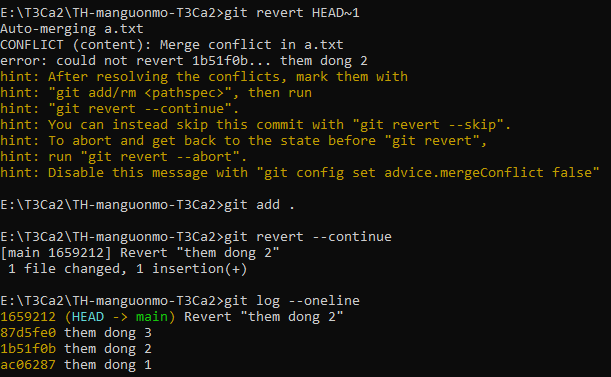 E:\T3Ca2\TH-manguonmo-T3Ca2>git revert HEAD~1
Auto-merging a.txt
CONFLICT (content): Merge conflict in a.txt
error: could not revert 1b51f0b... them dong 2
hint: After resolving the conflicts, mark them with
hint: "git add/rm <pathspec>", then run
hint: "git revert --continue".
hint: You can instead skip this commit with "git revert --skip".
hint: To abort and get back to the state before "git revert",
hint: run "git revert --abort".
hint: Disable this message with "git config set advice.mergeConflict false"
E:\T3Ca2\TH-manguonmo-T3Ca2>git add .
E:\T3Ca2\TH-manguonmo-T3Ca2>git revert --continue
[main 1659212] Revert "them dong 2"
 1 file changed, 1 insertion(+)
E:\T3Ca2\TH-manguonmo-T3Ca2>git log --oneline
1659212 (HEAD -> main) Revert "them dong 2"
87d5fe0 them dong 3
1b51f0b them dong 2
ac06287 them dong 1